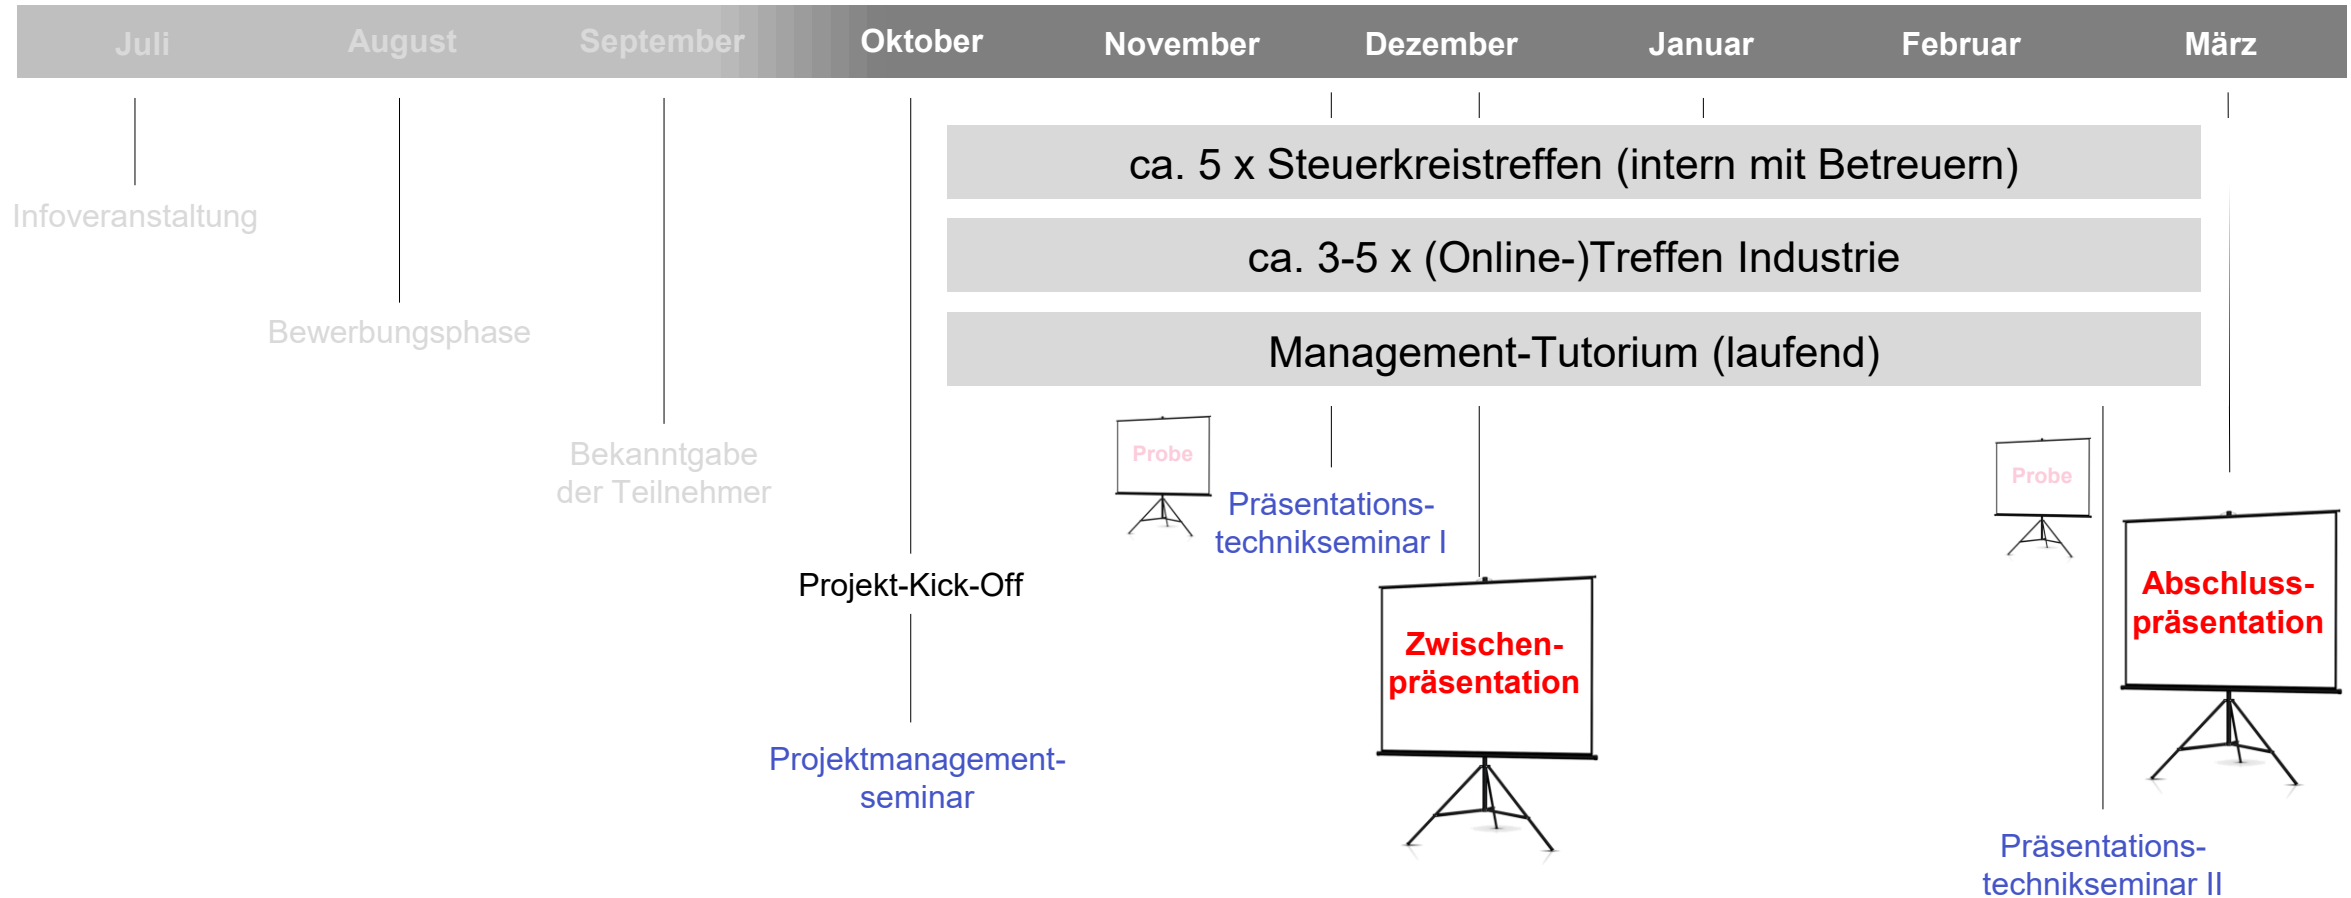 Juli
August
September
Oktober
November
Dezember
Januar
Februar
März
ca. 5 x Steuerkreistreffen (intern mit Betreuern)
Infoveranstaltung
ca. 3-5 x (Online-)Treffen Industrie
Bewerbungsphase
Management-Tutorium (laufend)
Bekanntgabe
der Teilnehmer
Probe
Präsentations-
technikseminar I
Probe
Projekt-Kick-Off
Zwischen-
präsentation
Abschluss-
präsentation
Projektmanagement-
seminar
Präsentations-
technikseminar II